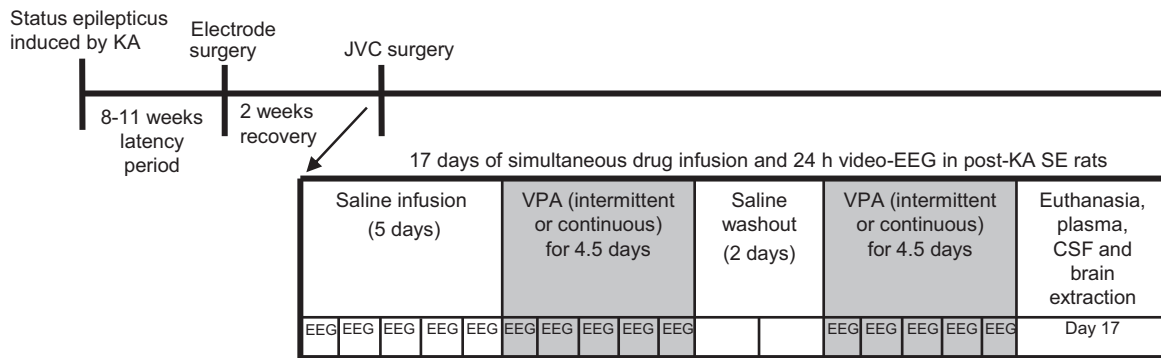 Status epilepticus
induced by KA
Electrode
surgery
JVC surgery
8-11 weeks
latency
period
2 weeks
recovery
17 days of simultaneous drug infusion and 24 h video-EEG in post-KA SE rats
Saline infusion
(5 days)
VPA (intermittent
or continuous)
for 4.5 days
Saline
washout
(2 days)
VPA (intermittent
or continuous)
for 4.5 days
Euthanasia,
plasma,
CSF and
brain
extraction
EEG EEG EEG EEG EEG EEG EEG EEG EEG EEG EEG EEG EEG EEG EEG Day 17